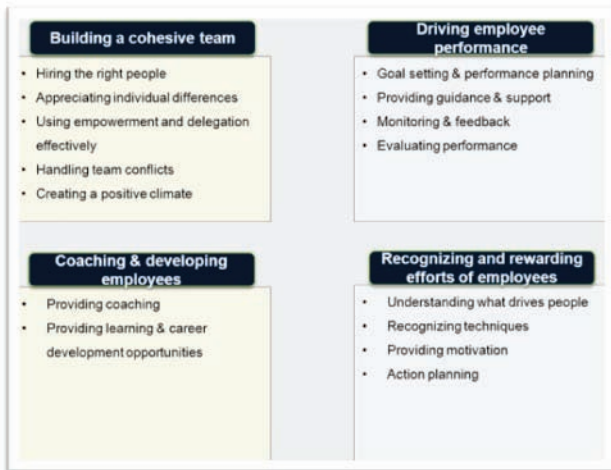 Building a cohesive team
• Hiring the right people
• Appreciating individual differences
• Using empowerment and delegation
effectively
• Handling team conflicts
• Creating a positive climate
Driving employee
performance
• Goal setting & performance planning
• Providing guidance & support
• Monitoring & feedback
• Evaluating performance
Coaching & developing
employees
• Providing coaching
• Providing learning & career
development opportunities
Recognizing and rewarding
efforts of employees
• Understanding what drives people
• Recognizing techniques
• Providing motivation
• Action planning